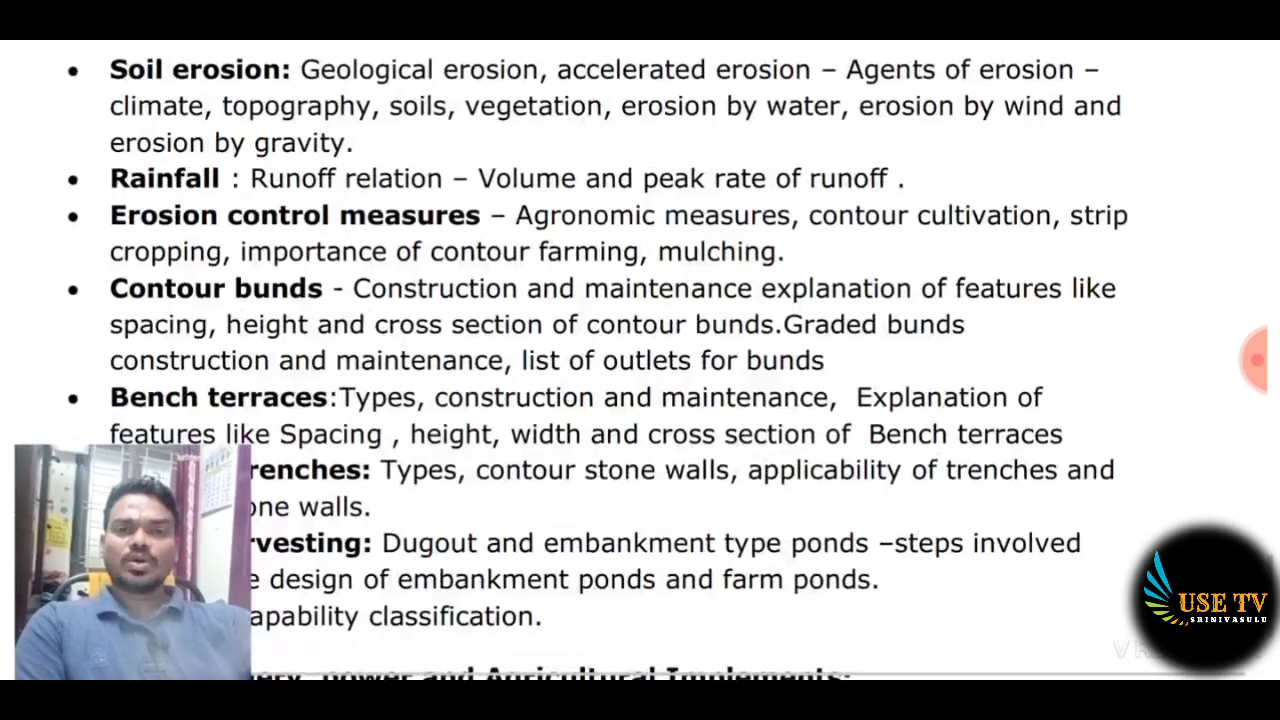 • Soil erosion: Geological erosion, accelerated erosion – Agents of erosion –
climate, topography, soils, vegetation, erosion by water, erosion by wind and
erosion by gravity.
• Rainfall : Runoff relation – Volume and peak rate of runoff .
• Erosion control measures – Agronomic measures, contour cultivation, strip
cropping, importance of contour farming, mulching.
• Contour bunds - Construction and maintenance explanation of features like
spacing, height and cross section of contour bunds.Graded bunds
construction and maintenance, list of outlets for bunds
• Bench terraces:Types, construction and maintenance, Explanation of
features like Spacing , height, width and cross section of Bench terraces
renches: Types, contour stone walls, applicability of trenches and
one walls.
rvesting: Dugout and embankment type ponds –steps involved
e design of embankment ponds and farm ponds.
apability classification.
power and Agricultural Implements:
USE TV
SRINIVASULU